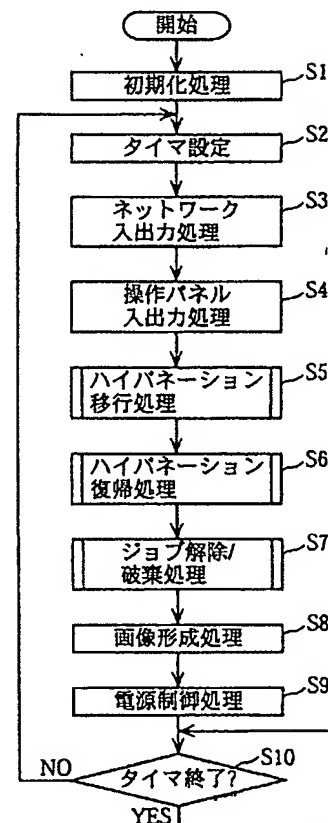 開始
S1
初期化処理
S2
タイマ設定
S3
ネットワーク
入出力処理
S4
操作パネル
入出力処理
S5
ハイバネーション
移行処理
S6
ハイバネーション
復帰処理
S7
ジョブ解除/
破棄処理
S8
画像形成処理
S9
電源制御処理
S10
NO
タイマ終了?
YES